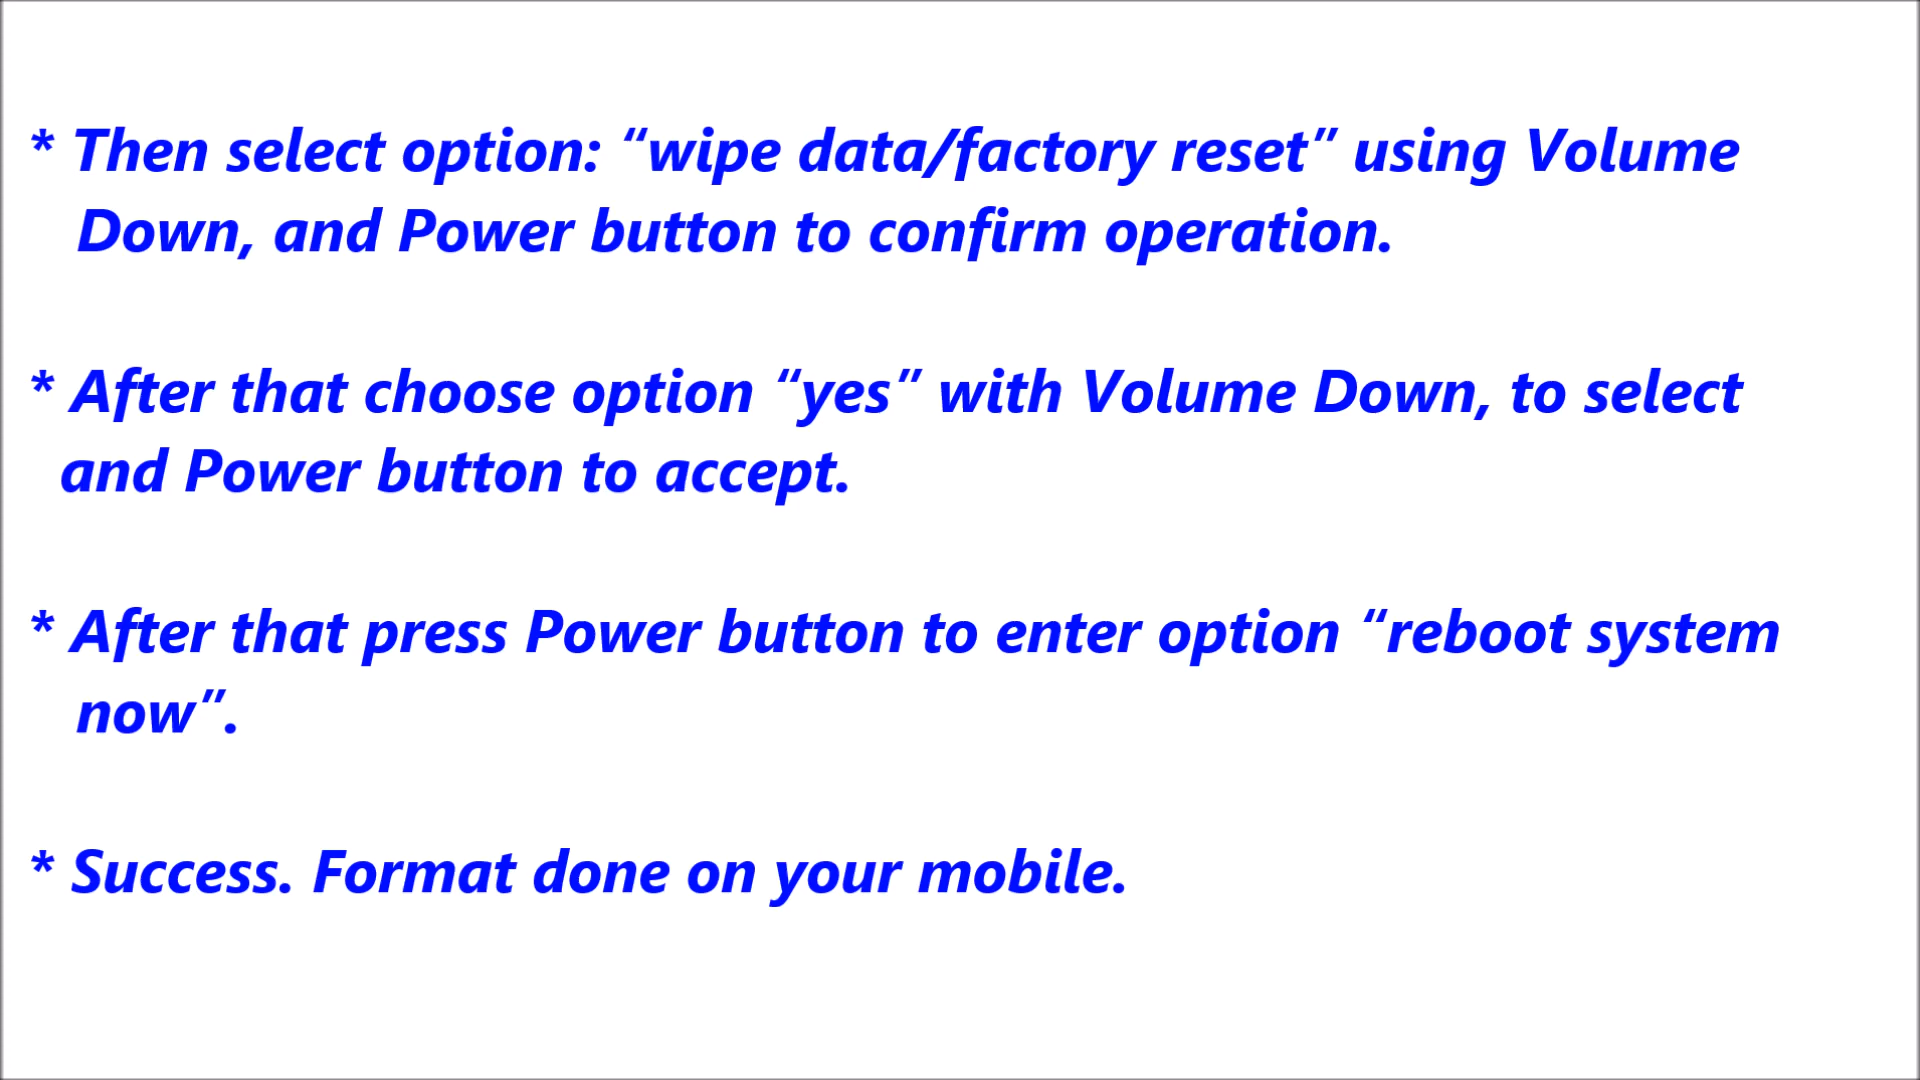 * Then select option: “wipe data/factory reset” using Volume
Down, and Power button to confirm operation.
* After that choose option “yes” with Volume Down, to select
and Power button to accept.
* After that press Power button to enter option “reboot system
now”.
* Success. Format done on your mobile.